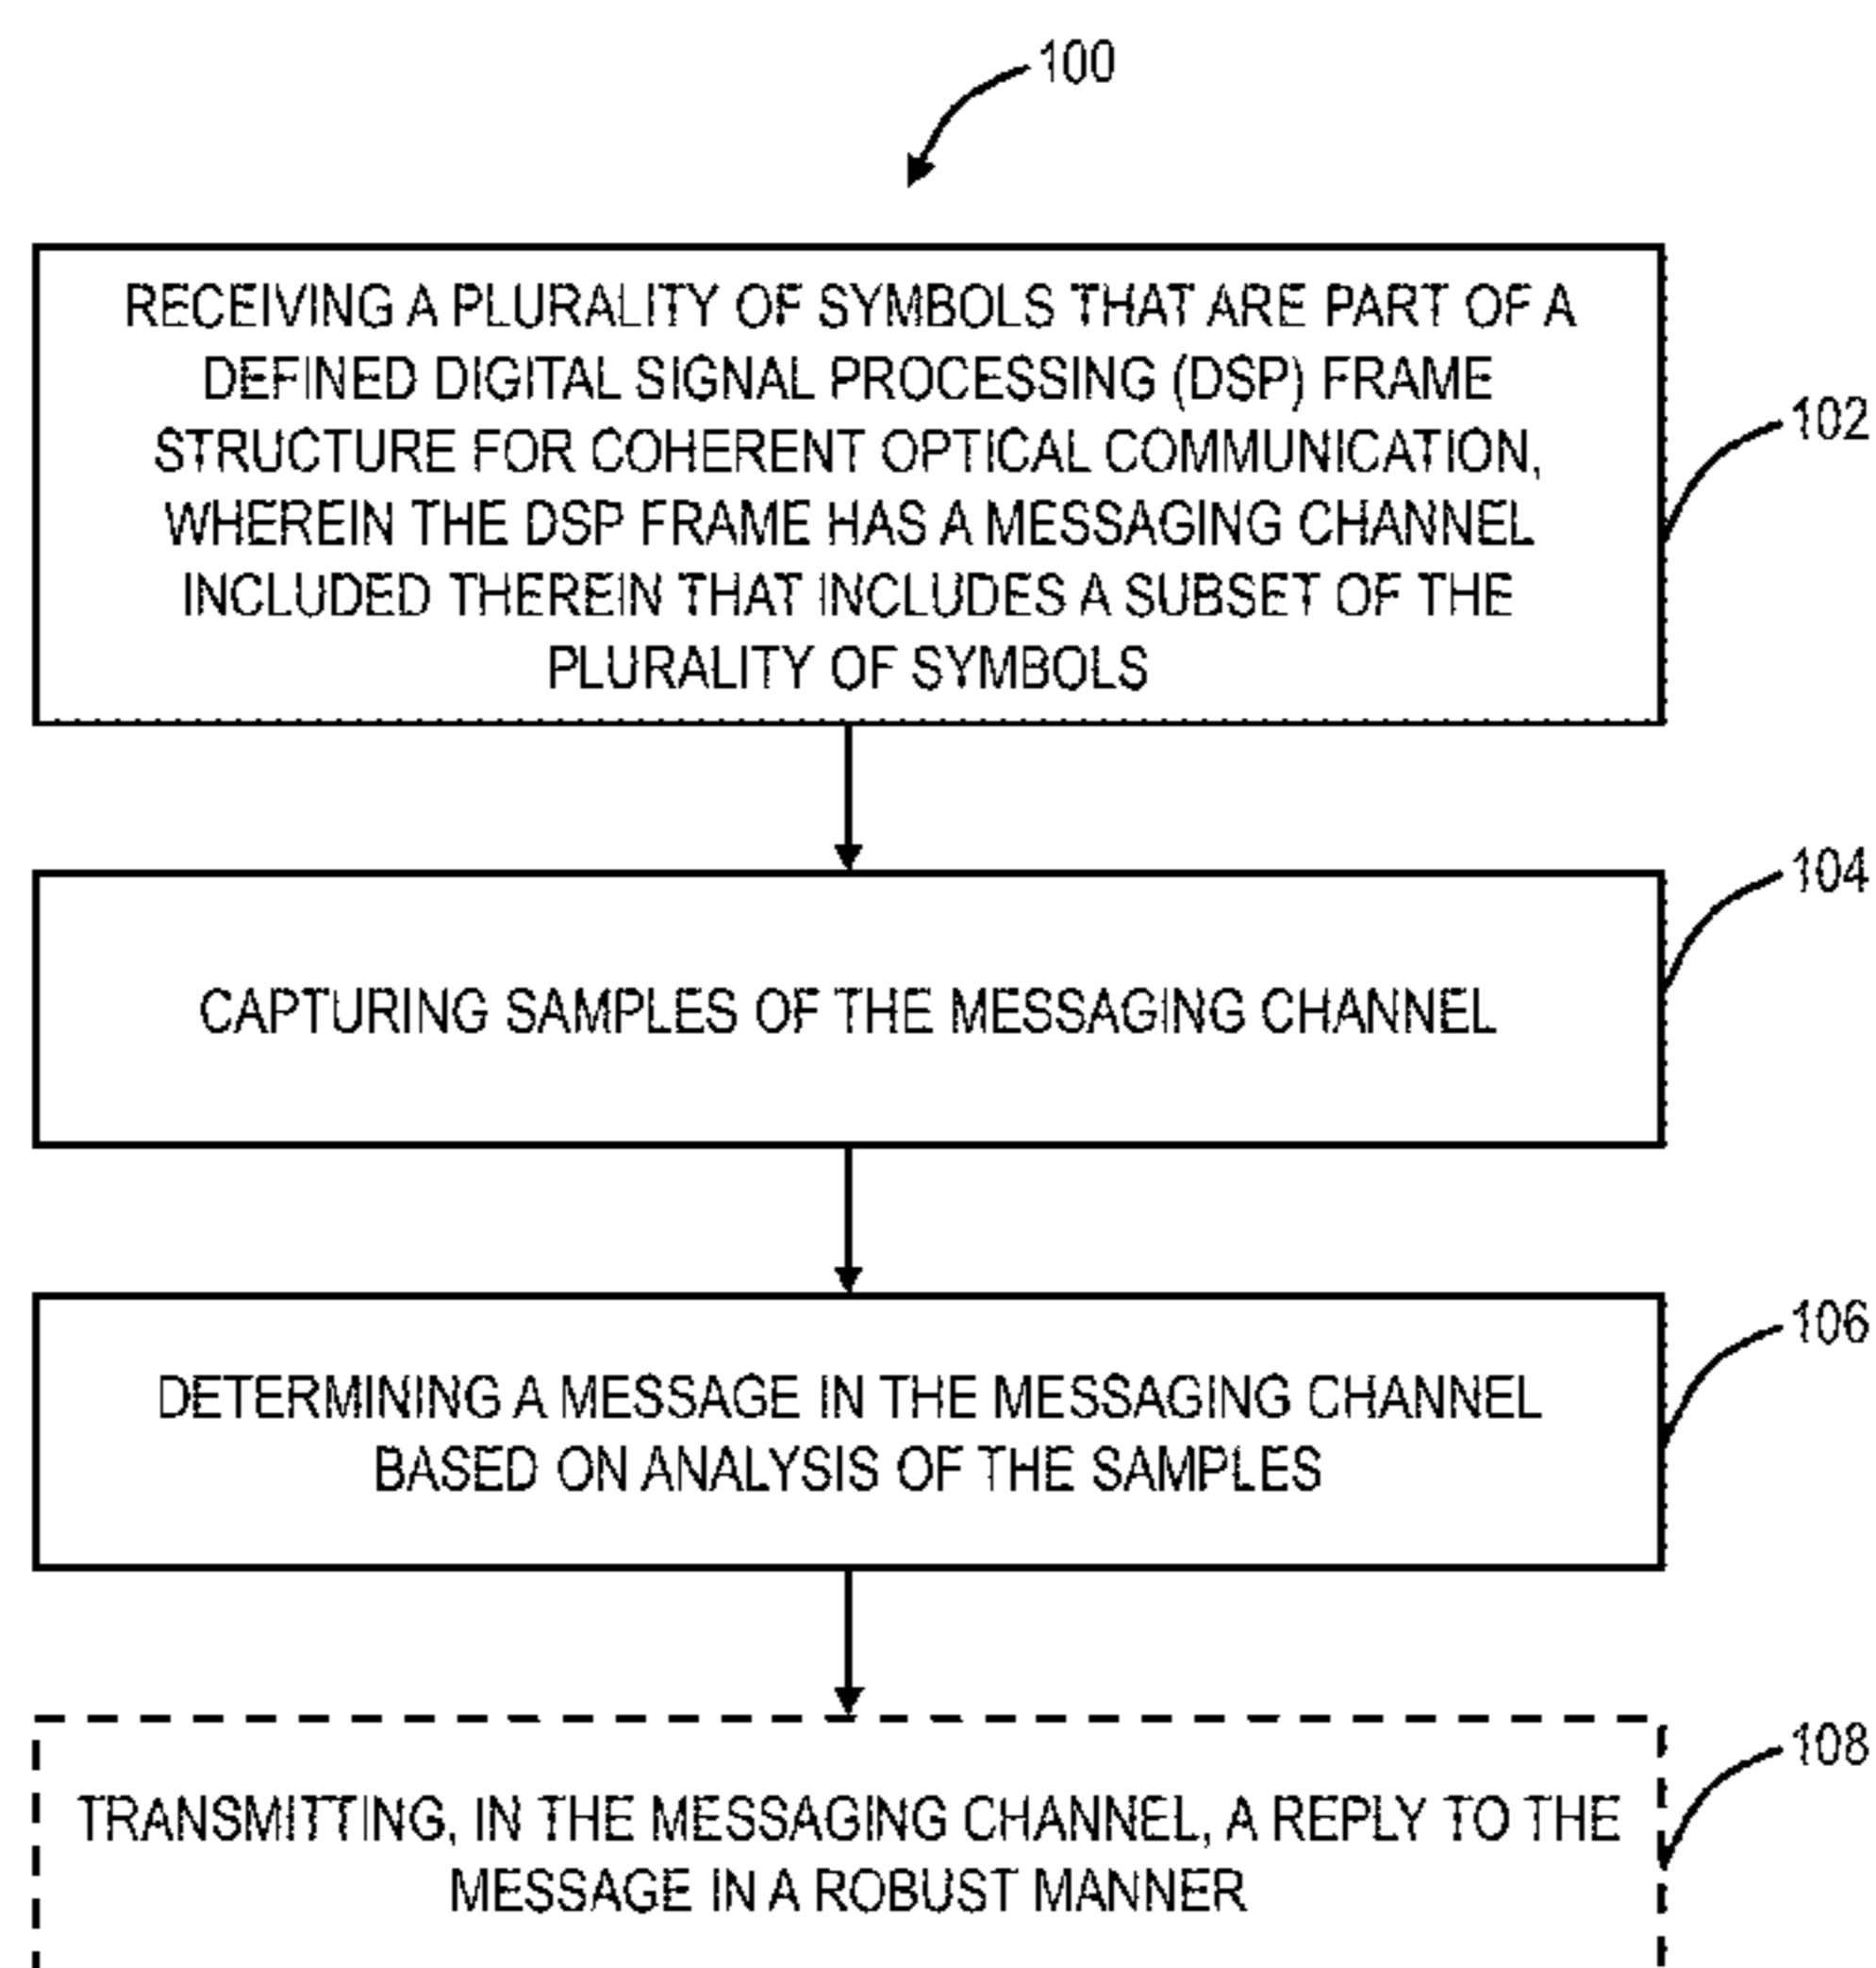 100
RECEIVING A PLURALITY OF SYMBOLS THAT ARE PART OF A
DEFINED DIGITAL SIGNAL PROCESSING (DSP) FRAME
STRUCTURE FOR COHERENT OPTICAL COMMUNICATION,
WHEREIN THE DSP FRAME HAS A MESSAGING CHANNEL
INCLUDED THEREIN THAT INCLUDES A SUBSET OF THE
PLURALITY OF SYMBOLS
102
CAPTURING SAMPLES OF THE MESSAGING CHANNEL
104
DETERMINING A MESSAGE IN THE MESSAGING CHANNEL
BASED ON ANALYSIS OF THE SAMPLES
106
TRANSMITTING, IN THE MESSAGING CHANNEL, A REPLY TO THE
MESSAGE IN A ROBUST MANNER
108